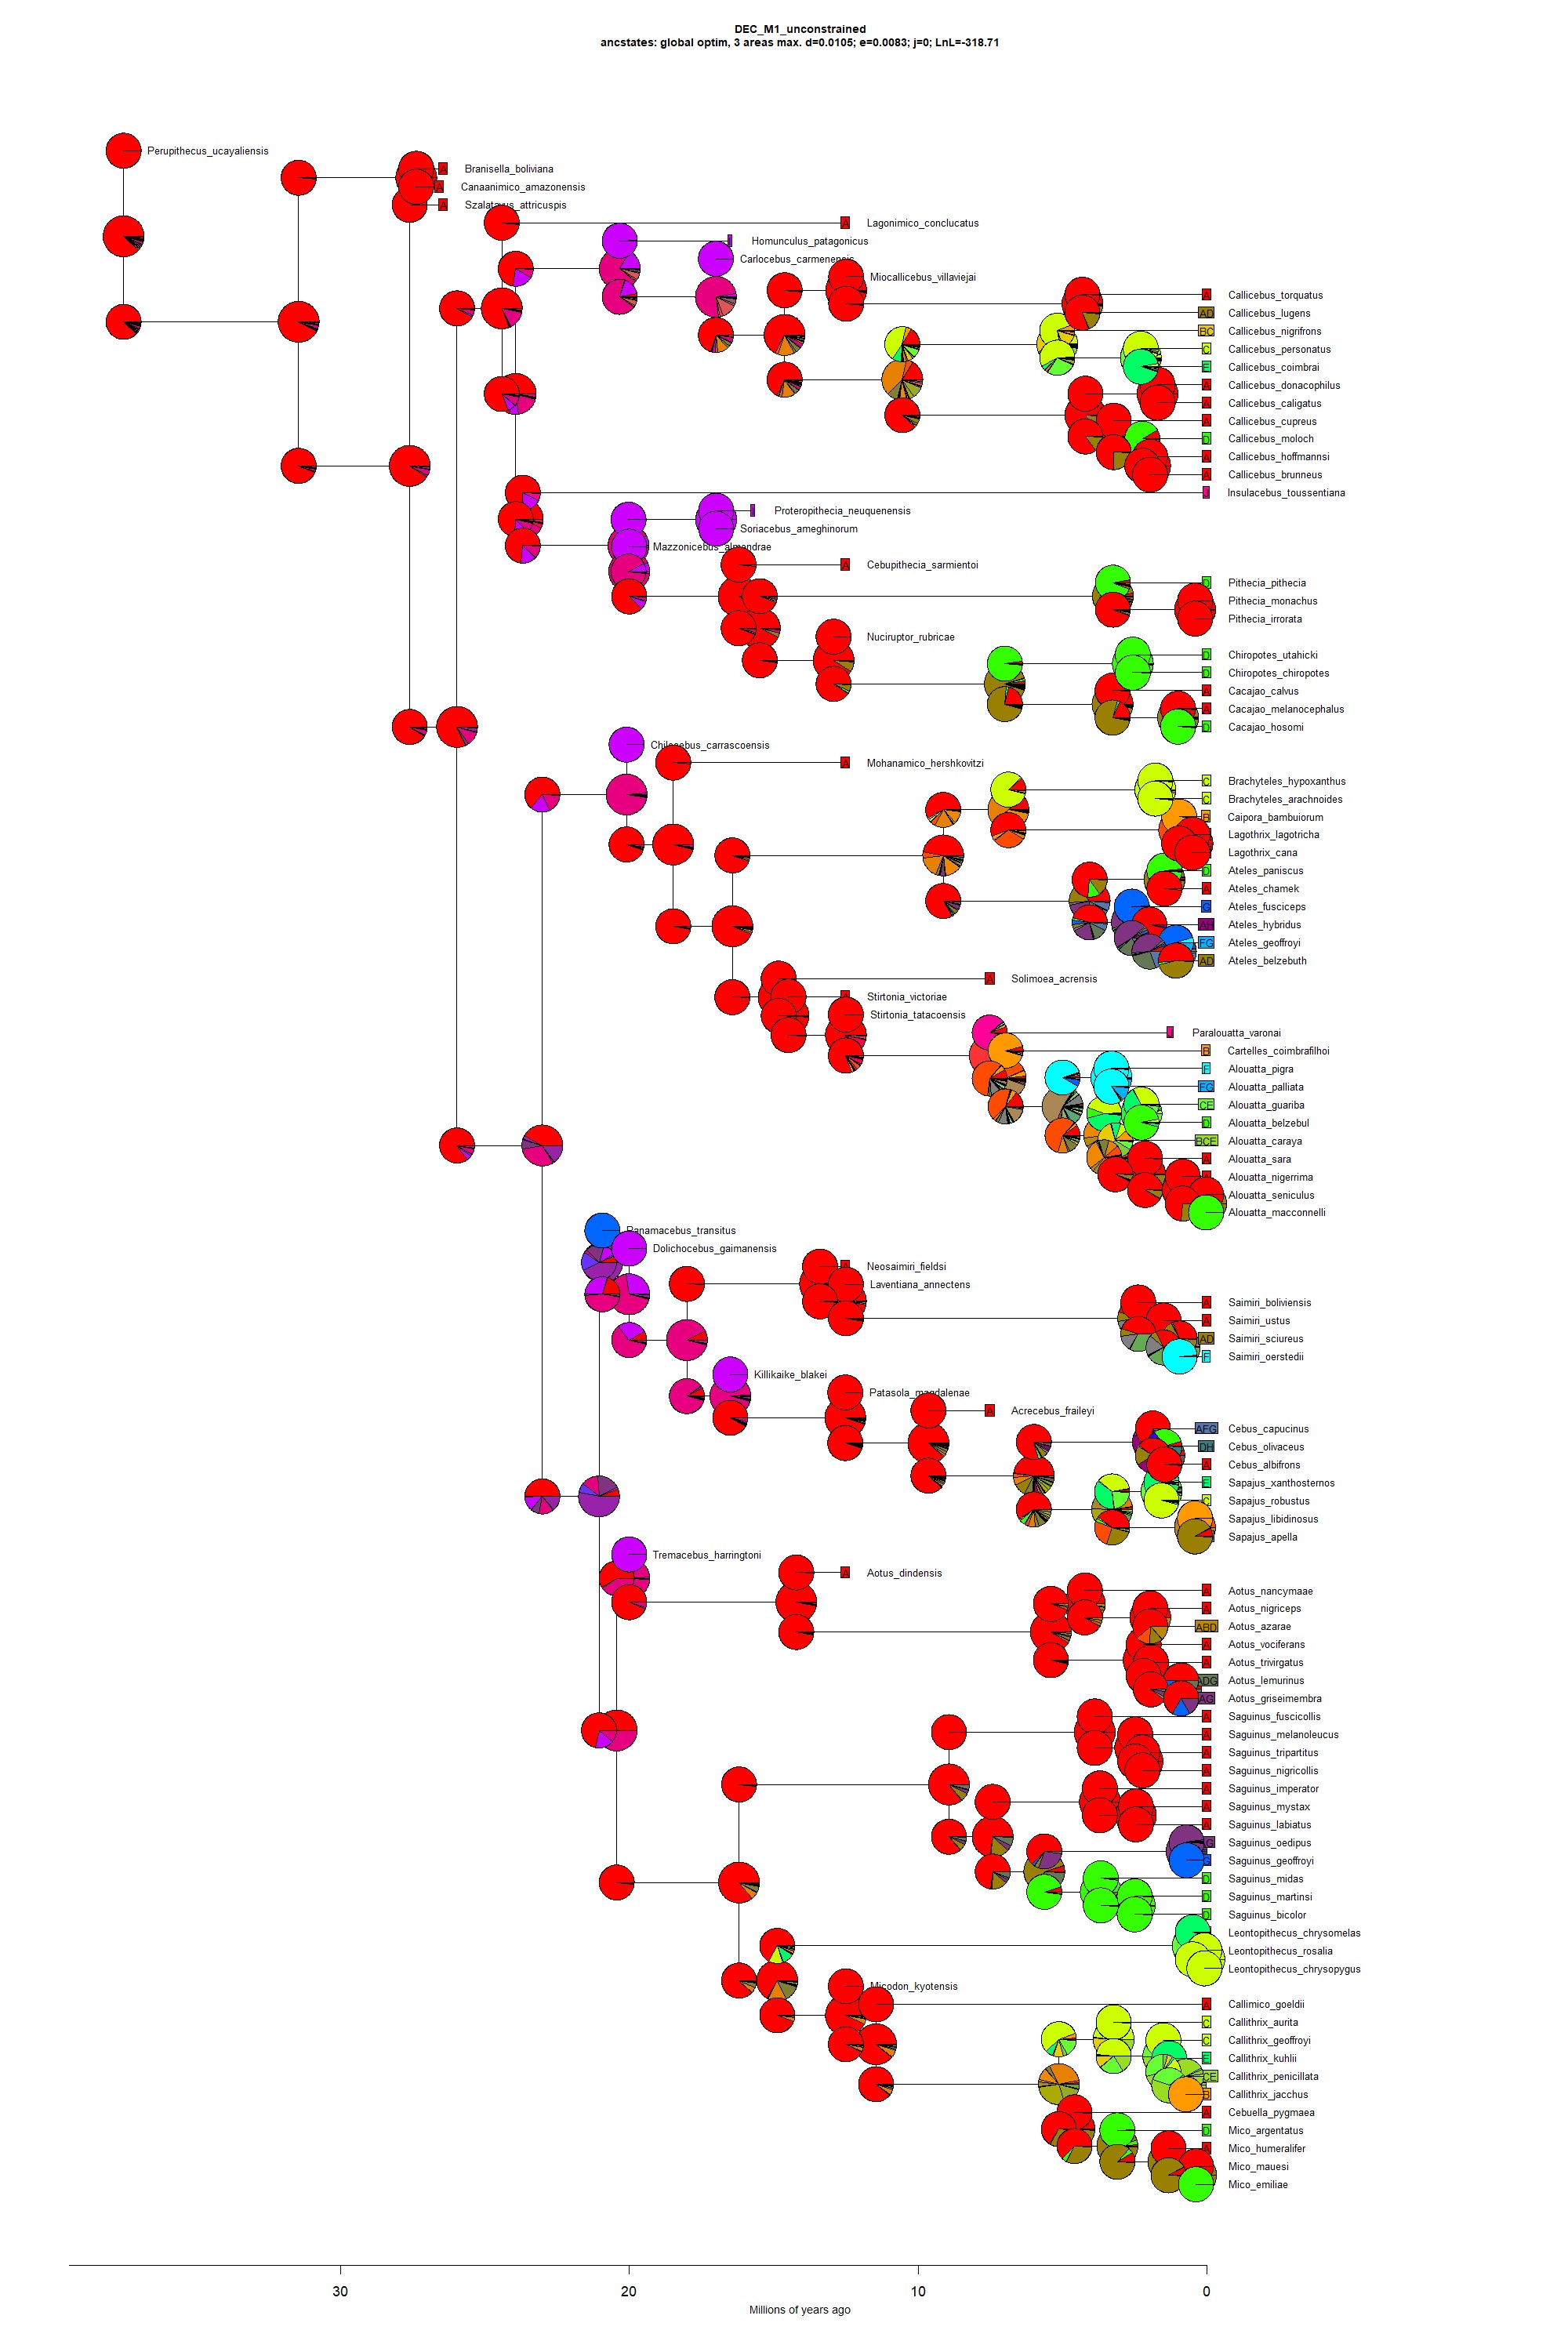 DEC_M1_unconstrained
ancstates: global optim, 3 areas max. d=0.0105; e=0.0083; j=0; LnL=-318.71
Perupithecus_ucayaliensis
A Branisella_boliviana
A Canaanimico_amazonensis
A Szalatavus_attricuspis
A Lagonimico_conclucatus
Homunculus_patagonicus
Carlocebus_carmenensis
Miocallicebus_villaviejai
A Callicebus_torquatus
AD Callicebus_lugens
BC Callicebus_nigrifrons
C Callicebus_personatus
E Callicebus_coimbrai
A Callicebus_donacophilus
A Callicebus_caligatus
A Callicebus_cupreus
D Callicebus_moloch
A Callicebus_hoffmannsi
A Callicebus_brunneus
Insulacebus_toussentiana
Proteropithecia_neuquenensis
Soriacebus_ameghinorum
Mazzonicebus_almendrae
A Cebupithecia_sarmientoi
D Pithecia_pithecia
Pithecia_monachus
Pithecia_irrorata
Nuciruptor_rubricae
D Chiropotes_utahicki
D Chiropotes_chiropotes
A Cacajao_calvus
A Cacajao_melanocephalus
D Cacajao_hosomi
Chilecebus_carrascoensis
A Mohanamico_hershkovitzi
C Brachyteles_hypoxanthus
C Brachyteles_arachnoides
B Caipora_bambuiorum
Lagothrix_lagotricha
Lagothrix_cana
D Ateles_paniscus
A Ateles_chamek
G Ateles_fusciceps
AH Ateles_hybridus
FG Ateles_geoffroyi
AD Ateles_belzebuth
A Solimoea_acrensis
A Stirtonia_victoriae
Stirtonia_tatacoensis
Paralouatta_varonai
B Cartelles_coimbrafilhoi
F Alouatta_pigra
FG Alouatta_palliata
CE Alouatta_guariba
D Alouatta_belzebul
BCE Alouatta_caraya
A Alouatta_sara
A Alouatta_nigerrima
Alouatta_seniculus
Alouatta_macconnelli
Panamacebus_transitus
Dolichocebus_gaimanensis
A Neosaimiri_fieldsi
Laventiana_annectens
A Saimiri_boliviensis
A Saimiri_ustus
AD Saimiri_sciureus
F Saimiri_oerstedii
Killikaike_blakei
Patasola_magdalenae
A Acrecebus_fraileyi
AFG Cebus_capucinus
DH Cebus_olivaceus
A Cebus_albifrons
E Sapajus_xanthosternos
C Sapajus_robustus
Sapajus_libidinosus
Sapajus_apella
Tremacebus_harringtoni
A Aotus_dindensis
A Aotus_nancymaae
A Aotus_nigriceps
ABD Aotus_azarae
A Aotus_vociferans
A Aotus_trivirgatus
ADG Aotus_lemurinus
AG Aotus_griseimembra
A Saguinus_fuscicollis
A Saguinus_melanoleucus
A Saguinus_tripartitus
A Saguinus_nigricollis
A Saguinus_imperator
A Saguinus_mystax
A Saguinus_labiatus
G Saguinus_oedipus
G Saguinus_geoffroyi
D Saguinus_midas
D Saguinus_martinsi
D Saguinus_bicolor
Leontopithecus_chrysomelas
Leontopithecus_rosalia
Leontopithecus_chrysopygus
Micodon_kyotensis
A Callimico_goeldii
C Callithrix_aurita
C Callithrix_geoffroyi
E Callithrix_kuhlii
CE Callithrix_penicillata
B Callithrix_jacchus
A Cebuella_pygmaea
D Mico_argentatus
A Mico_humeralifer
Mico_mauesi
Mico_emiliae
30 20 10 0
Millions of years ago